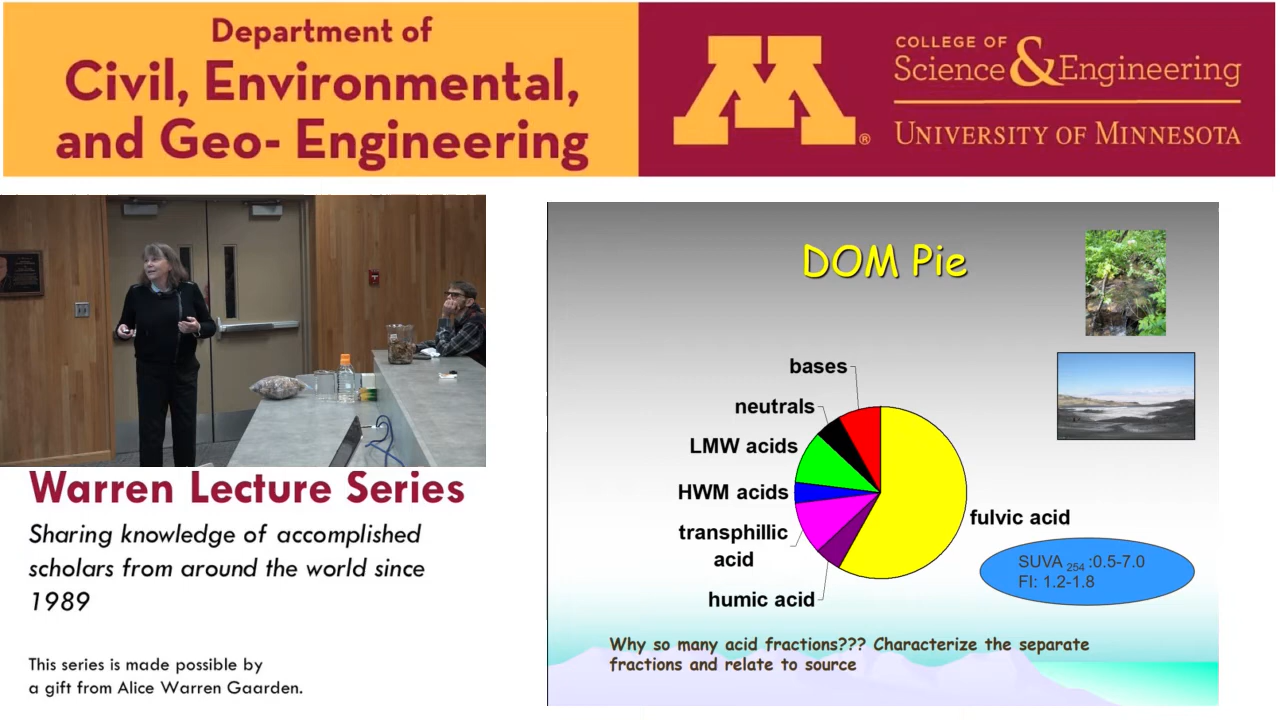 Department of
Civil, Environmental,
and Geo- Engineering
M ®
COLLEGE OF
Science & Engineering
UNIVERSITY OF MINNESOTA
Warren Lecture Series
Sharing knowledge of accomplished
scholars from around the world since
1989
This series is made possible by
a gift from Alice Warren Gaarden.
DOM Pie
bases
neutrals
LMW acids
HWM acids
transphillic
acid
humic acid
fulvic acid
SUVA 254 :0.5-7.0
FI: 1.2-1.8
Why so many acid fractions??? Characterize the separate
fractions and relate to source